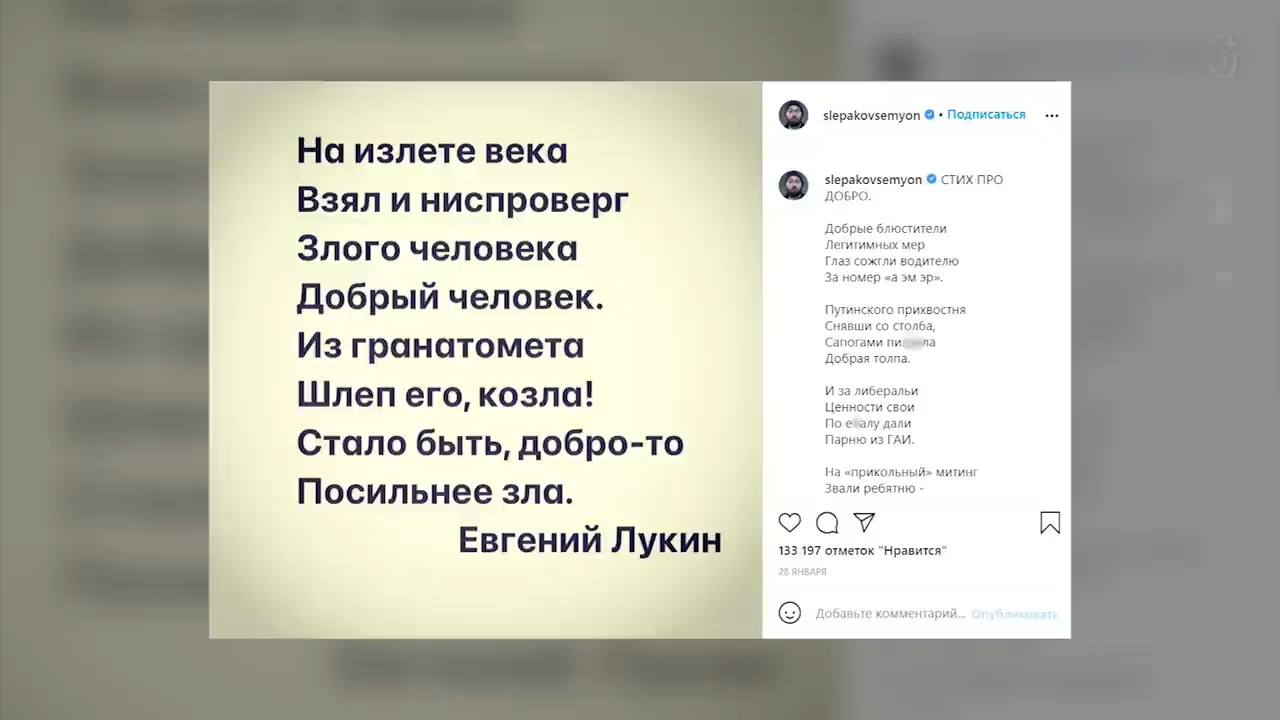 На излете века
Взял и ниспроверг
Злого человека
Добрый человек.
Из гранатомета
Шлеп его, козла!
Стало быть, добро-то
Посильнее зла.
Евгений Лукин
slepakovsemyon • Подписаться
slepakovsemyon СТИХ ПРО
ДОБРО.
Добрые блюстители
Легитимных мер
Глаз сожгли водителю
За номер «а эм эр».
Путинского прихвостня
Снявши со столба,
Сапогами
Добрая толпа.
И за либеральи
Ценности свои
По дали
Парню из ГАИ.
На «прикольный» митинг
Звали ребятню -
133 197 отметок "Нравится"
28 ЯНВАРЯ
Добавьте комментарий... Опубликовать